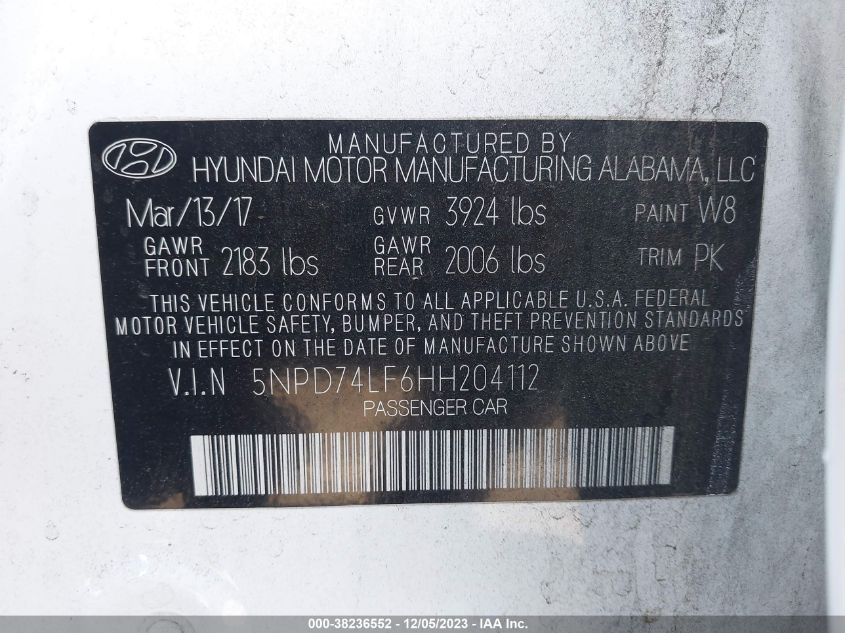 MANUFACTURED BY
HYUNDAI MOTOR MANUFACTURING ALABAMA, LLC
Mar/13/17 GVWR 3924 lbs PAINT W8
GAWR FRONT 2183 lbs GAWR REAR 2006 lbs TRIM PK
THIS VEHICLE CONFORMS TO ALL APPLICABLE U.S.A. FEDERAL
MOTOR VEHICLE SAFETY, BUMPER, AND THEFT PREVENTION STANDARDS
IN EFFECT ON THE DATE OF MANUFACTURE SHOWN ABOVE
V.I.N 5NPD74LF6HH204112
PASSENGER CAR
000-38236552 - 12/05/2023 - IAAI.com